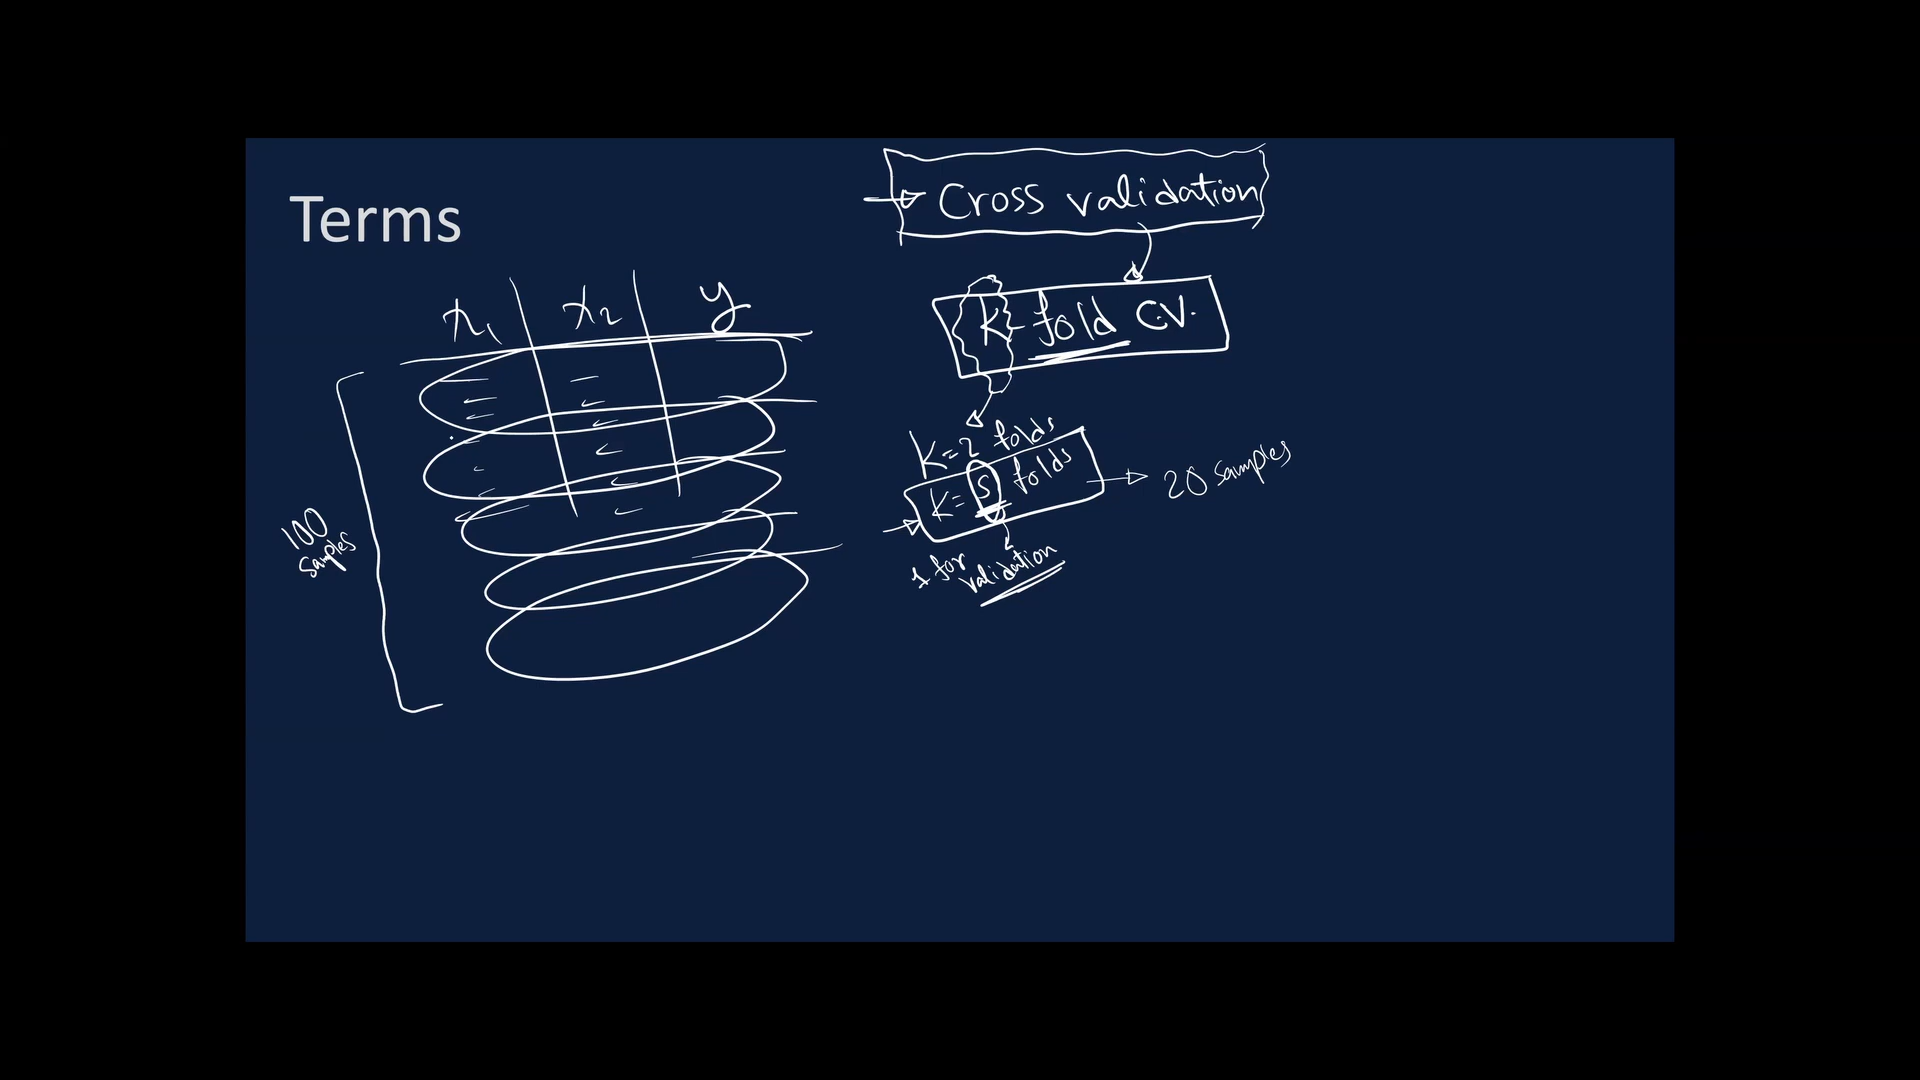 Terms
Cross validation
K-fold C.V.
x1 x2 y
K=2 folds
K=5 folds
20 samples
1 for
validation
100
samples